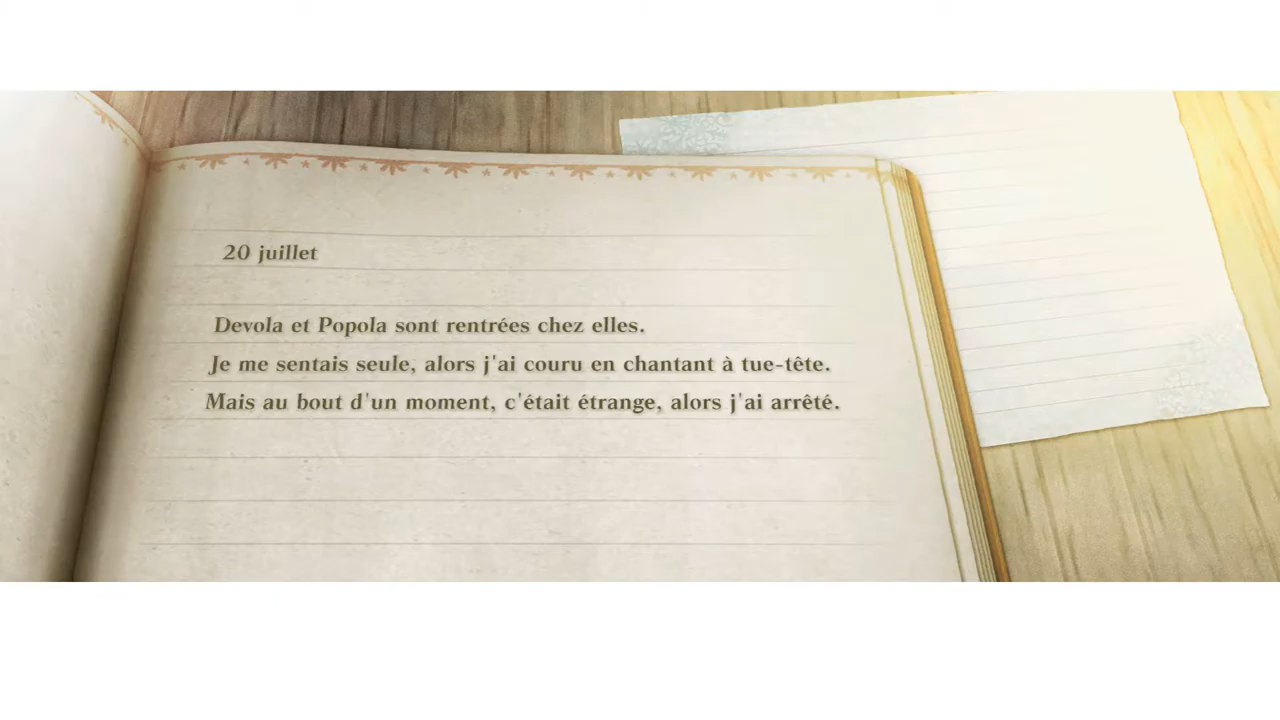 20 juillet
Devola et Popola sont rentrées chez elles.
Je me sentais seule, alors j'ai couru en chantant à tue-tête.
Mais au bout d'un moment, c'était étrange, alors j'ai arrêté.